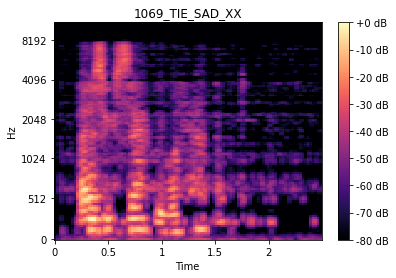 1069_TIE_SAD_XX
+0 dB
8192
-10 dB
4096
-20 dB
-30 dB
2048
Hz
-40 dB
1024
-50 dB
512
-60 dB
-70 dB
0
-80 dB
0 0.5 1 1.5 2
Time